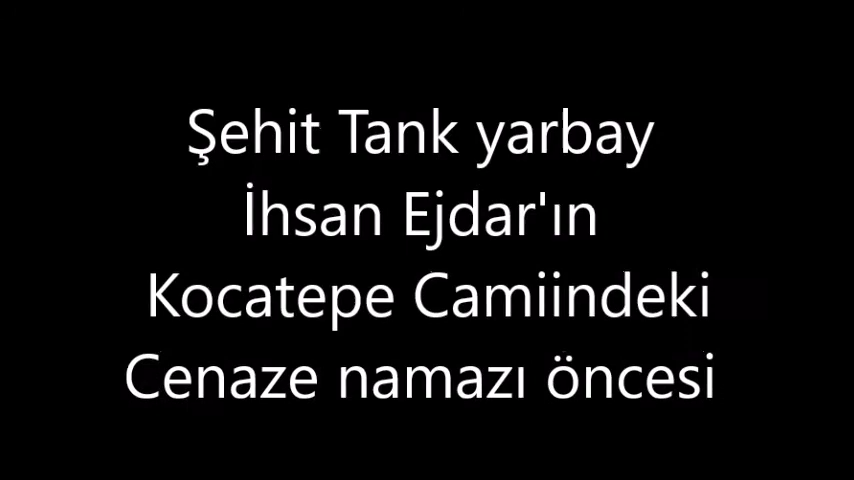 Şehit Tank yarbay
İhsan Ejdar'ın
Kocatepe Camiindeki
Cenaze namazı öncesi